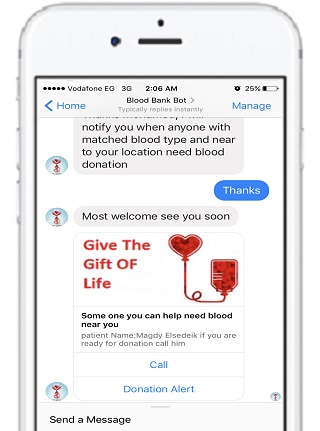 Vodafone EG 3G 2:06 AM 25%
Home Blood Bank Bot Manage
Typically replies instantly
notify you when anyone with
matched blood type and near
to your location need blood
donation
Thanks
Most welcome see you soon
Give The
Gift OF
Life
Some one you can help need blood
near you
patient Name:Magdy Elsedeik if you are
ready for donation call him
Call
Donation Alert
Send a Message